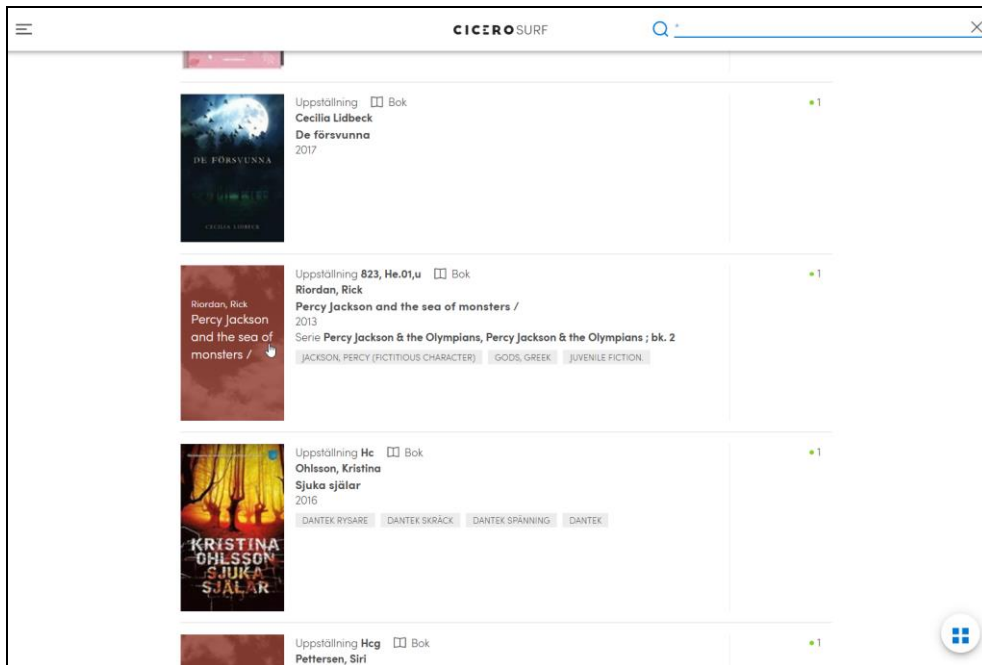 CICERO SURF
*
Uppställning Bok
Cecilia Lidbeck
De försvunna
2017
1
DE FÖRSVUNNA
CECILIA LIDBECK
Uppställning 823, He.01,u Bok
Riordan, Rick
Percy Jackson and the sea of monsters /
2013
Serie Percy Jackson & the Olympians, Percy Jackson & the Olympians ; bk. 2
JACKSON, PERCY (FICTITIOUS CHARACTER) GODS, GREEK JUVENILE FICTION.
1
Riordan, Rick
Percy Jackson
and the sea of
monsters /
Uppställning Hc Bok
Ohlsson, Kristina
Sjuka själar
2016
DANTEK RYSARE DANTEK SKRÄCK DANTEK SPÄNNING DANTEK
1
KRISTINA
OHLSSON
SJUKA
SJÄLAR
Uppställning Hcg Bok
Pettersen, Siri
1